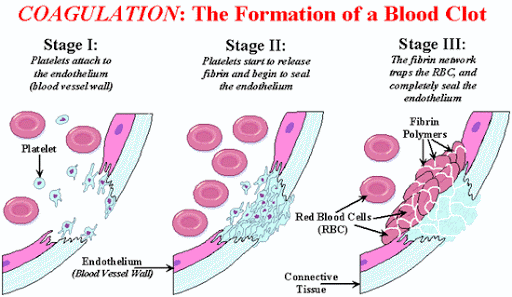 COAGULATION: The Formation of a Blood Clot
Stage I:
Platelets attach to
the endothelium
(blood vessel wall)
Stage II:
Platelets start to release
fibrin and begin to seal
the endothelium
Stage III:
The fibrin network
traps the RBC, and
completely seal the
endothelium
Platelet
Fibrin
Polymers
Red Blood Cells
(RBC)
Endothelium
(Blood Vessel Wall)
Connective
Tissue